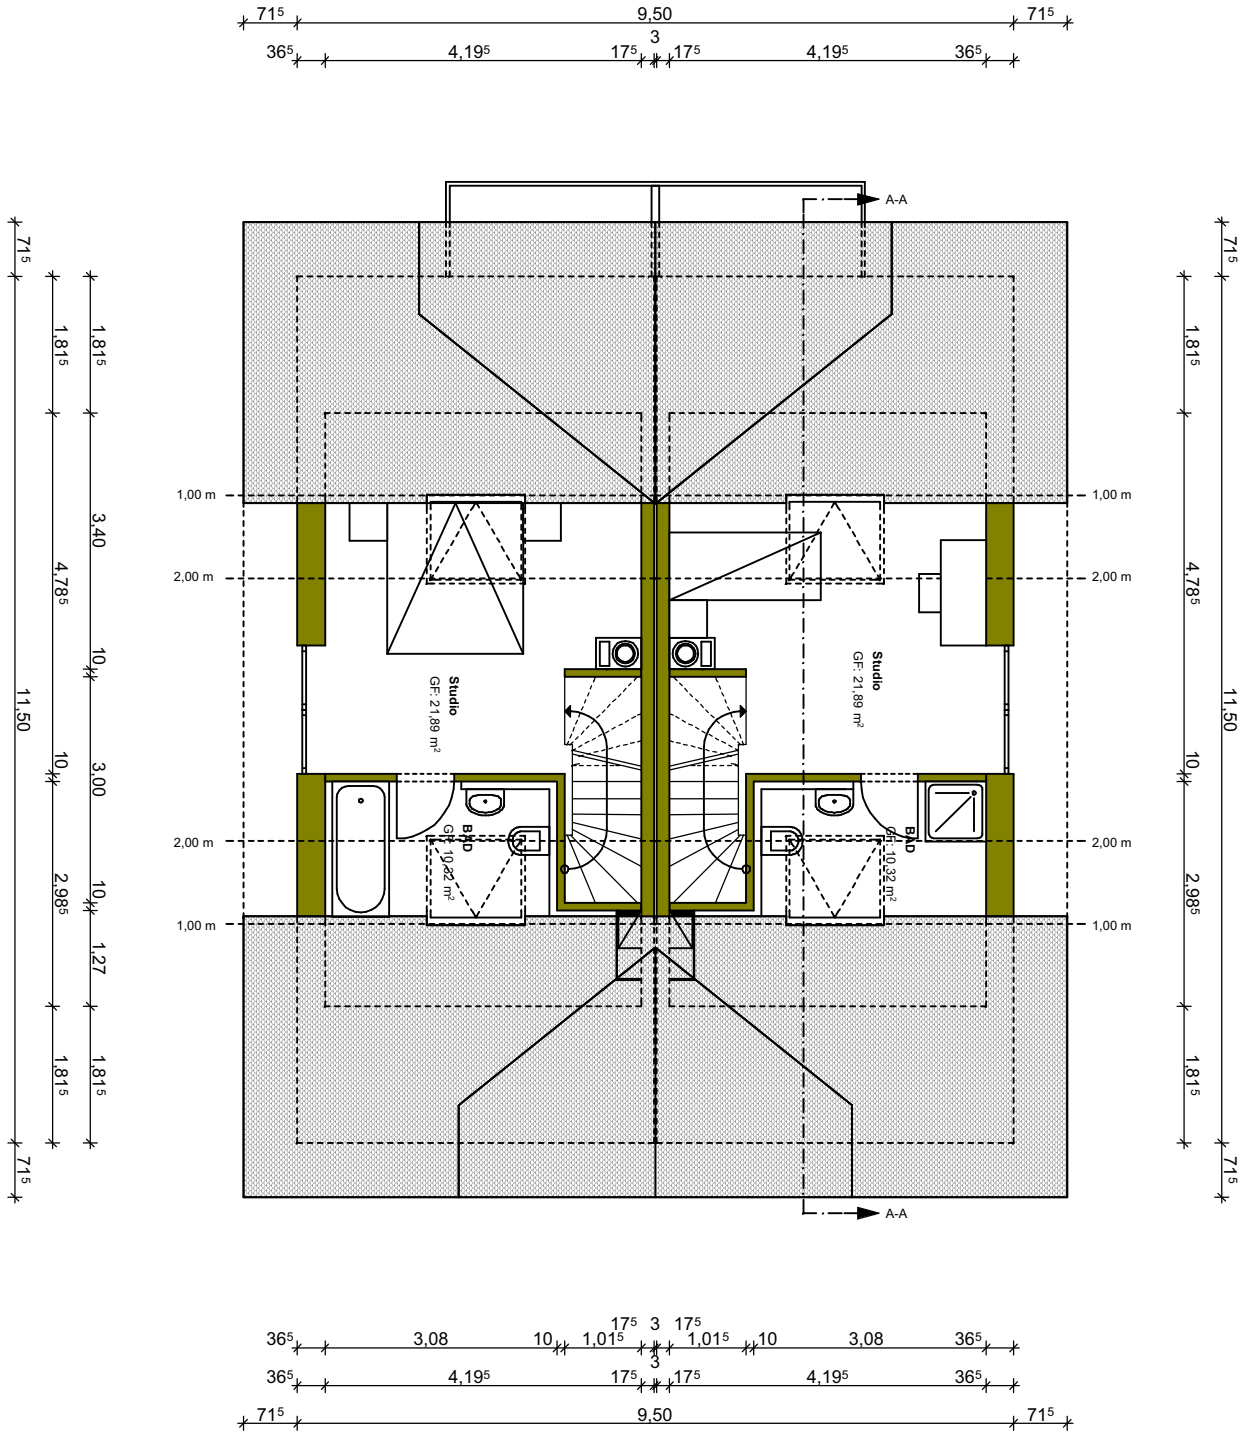 71⁵ 9,50 71⁵
3
36⁵ 4,19⁵ 17⁵ 17⁵ 4,19⁵ 36⁵
A-A
71⁵ 71⁵
1,81⁵ 1,81⁵ 1,81⁵
1,00 m 1,00 m
3,40
4,78⁵ 4,78⁵
2,00 m 2,00 m
10
Studio
GF: 21,89 m²
Studio
GF: 21,89 m²
11,50 11,50
10 3,00 10
BAD
GF: 10,32 m²
BAD
GF: 10,32 m²
2,00 m 2,00 m
2,98⁵ 10 2,98⁵
1,00 m 1,00 m
1,27
1,81⁵ 1,81⁵ 1,81⁵
71⁵ 71⁵
A-A
17⁵ 3 17⁵
36⁵ 3,08 10 1,01⁵ 1,01⁵ 10 3,08 36⁵
3
36⁵ 4,19⁵ 17⁵ 17⁵ 4,19⁵ 36⁵
71⁵ 9,50 71⁵